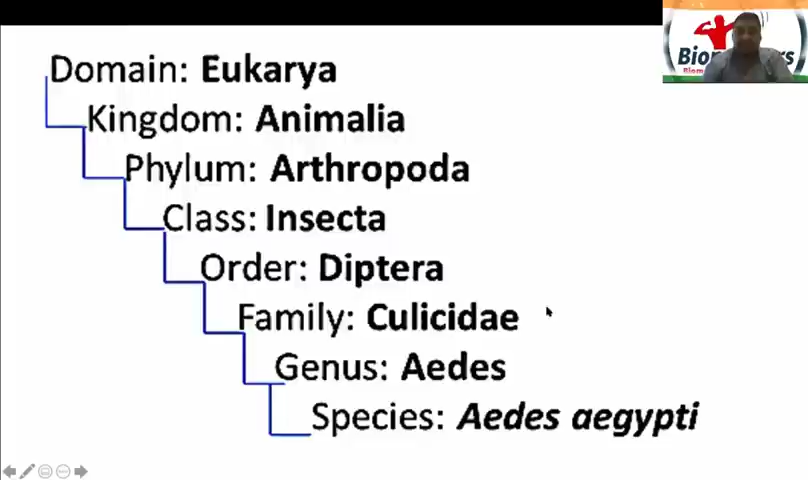 Domain: Eukarya
Kingdom: Animalia
Phylum: Arthropoda
Class: Insecta
Order: Diptera
Family: Culicidae
Genus: Aedes
Species: Aedes aegypti